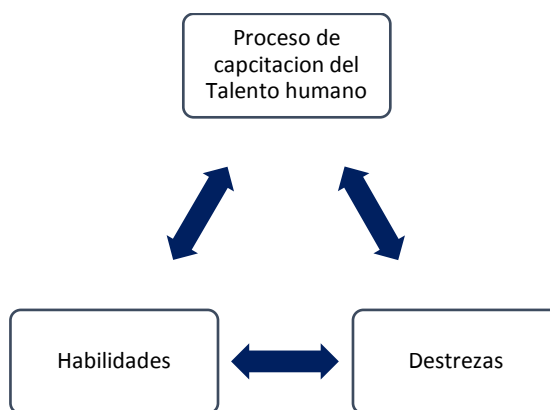 Proceso de
capcitacion del
Talento humano
Habilidades
Destrezas